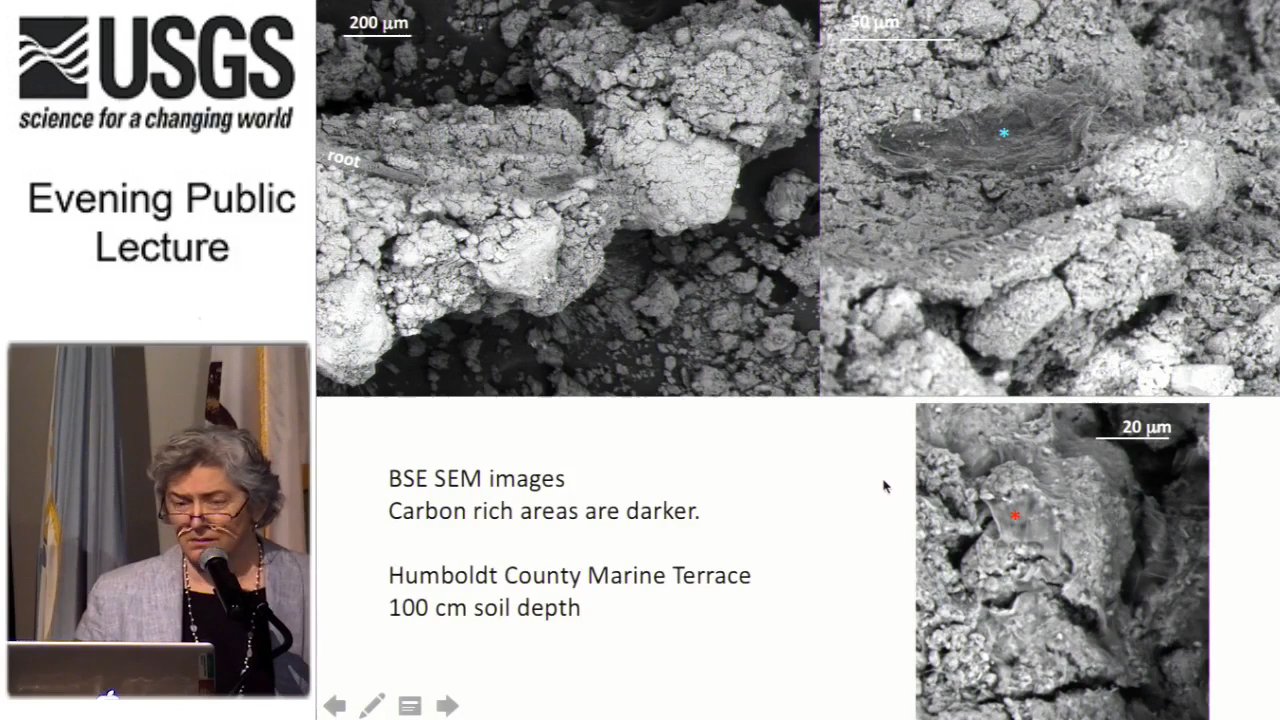 USGS
science for a changing world
Evening Public
Lecture
200 µm
root
50 µm
*
BSE SEM images
Carbon rich areas are darker.
Humboldt County Marine Terrace
100 cm soil depth
20 µm
*